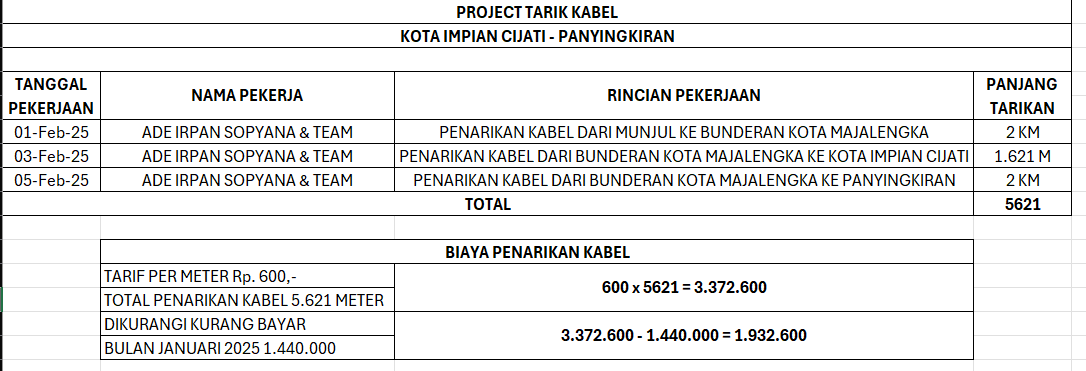 PROJECT TARIK KABEL
KOTA IMPIAN CIJATI - PANYINGKIRAN
TANGGAL PEKERJAAN NAMA PEKERJA RINCIAN PEKERJAAN PANJANG TARIKAN
01-Feb-25 ADE IRPAN SOPYANA & TEAM PENARIKAN KABEL DARI MUNJUL KE BUNDERAN KOTA MAJALENGKA 2 KM
03-Feb-25 ADE IRPAN SOPYANA & TEAM PENARIKAN KABEL DARI BUNDERAN KOTA MAJALENGKA KE KOTA IMPIAN CIJATI 1.621 M
05-Feb-25 ADE IRPAN SOPYANA & TEAM PENARIKAN KABEL DARI BUNDERAN KOTA MAJALENGKA KE PANYINGKIRAN 2 KM
TOTAL 5621
BIAYA PENARIKAN KABEL
TARIF PER METER Rp. 600,-
TOTAL PENARIKAN KABEL 5.621 METER
600 x 5621 = 3.372.600
DIKURANGI KURANG BAYAR
BULAN JANUARI 2025 1.440.000
3.372.600 - 1.440.000 = 1.932.600